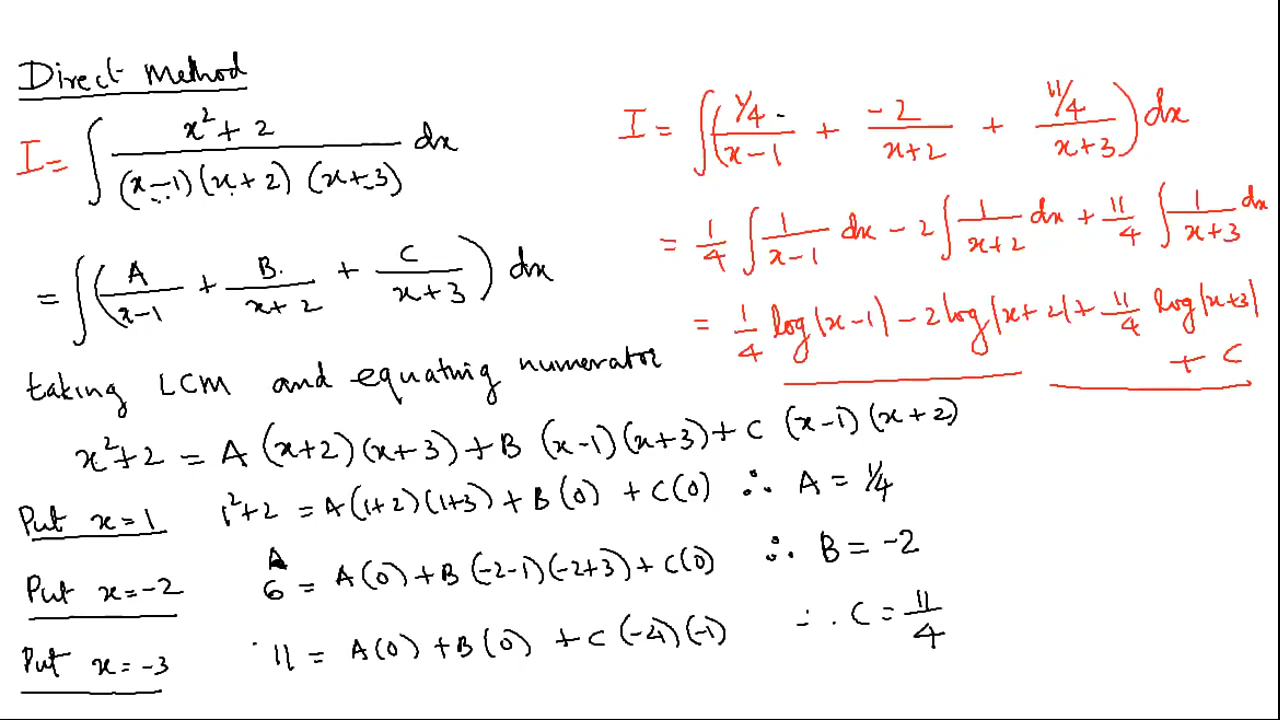 Direct Method
I = ∫ (x²+2)/((x-1)(x+2)(x+3)) dx
= ∫ (A/(x-1) + B/(x+2) + C/(x+3)) dx
taking LCM and equating numerator
x²+2 = A (x+2)(x+3) + B (x-1)(x+3) + C (x-1)(x+2)
Put x=1 1²+2 = A(1+2)(1+3) + B(0) + C(0) ∴ A = 1/4
Put x=-2 6 = A(0) + B(-2-1)(-2+3) + C(0) ∴ B = -2
Put x=-3 11 = A(0) + B(0) + C(-4)(-1) ∴ C = 11/4
I = ∫ ((1/4)/(x-1) + -2/(x+2) + (11/4)/(x+3)) dx
= 1/4 ∫ 1/(x-1) dx - 2 ∫ 1/(x+2) dx + 11/4 ∫ 1/(x+3) dx
= 1/4 log|x-1| - 2 log|x+2| + 11/4 log|x+3|
+ C